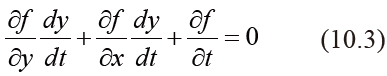 ∂f/∂y dy/dt + ∂f/∂x dy/dt + ∂f/∂t = 0 (10.3)